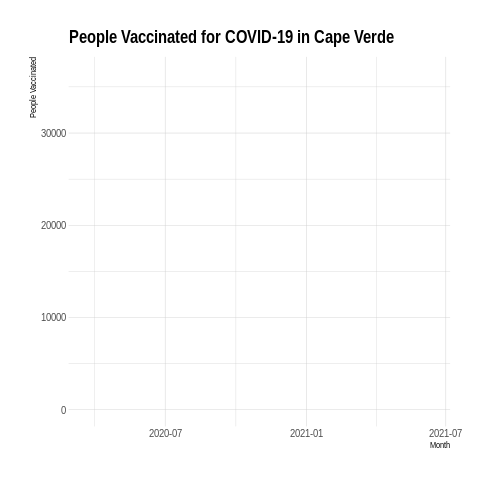 People Vaccinated for COVID-19 in Cape Verde
People Vaccinated
30000
20000
10000
0
2020-07
2021-01
2021-07
Month